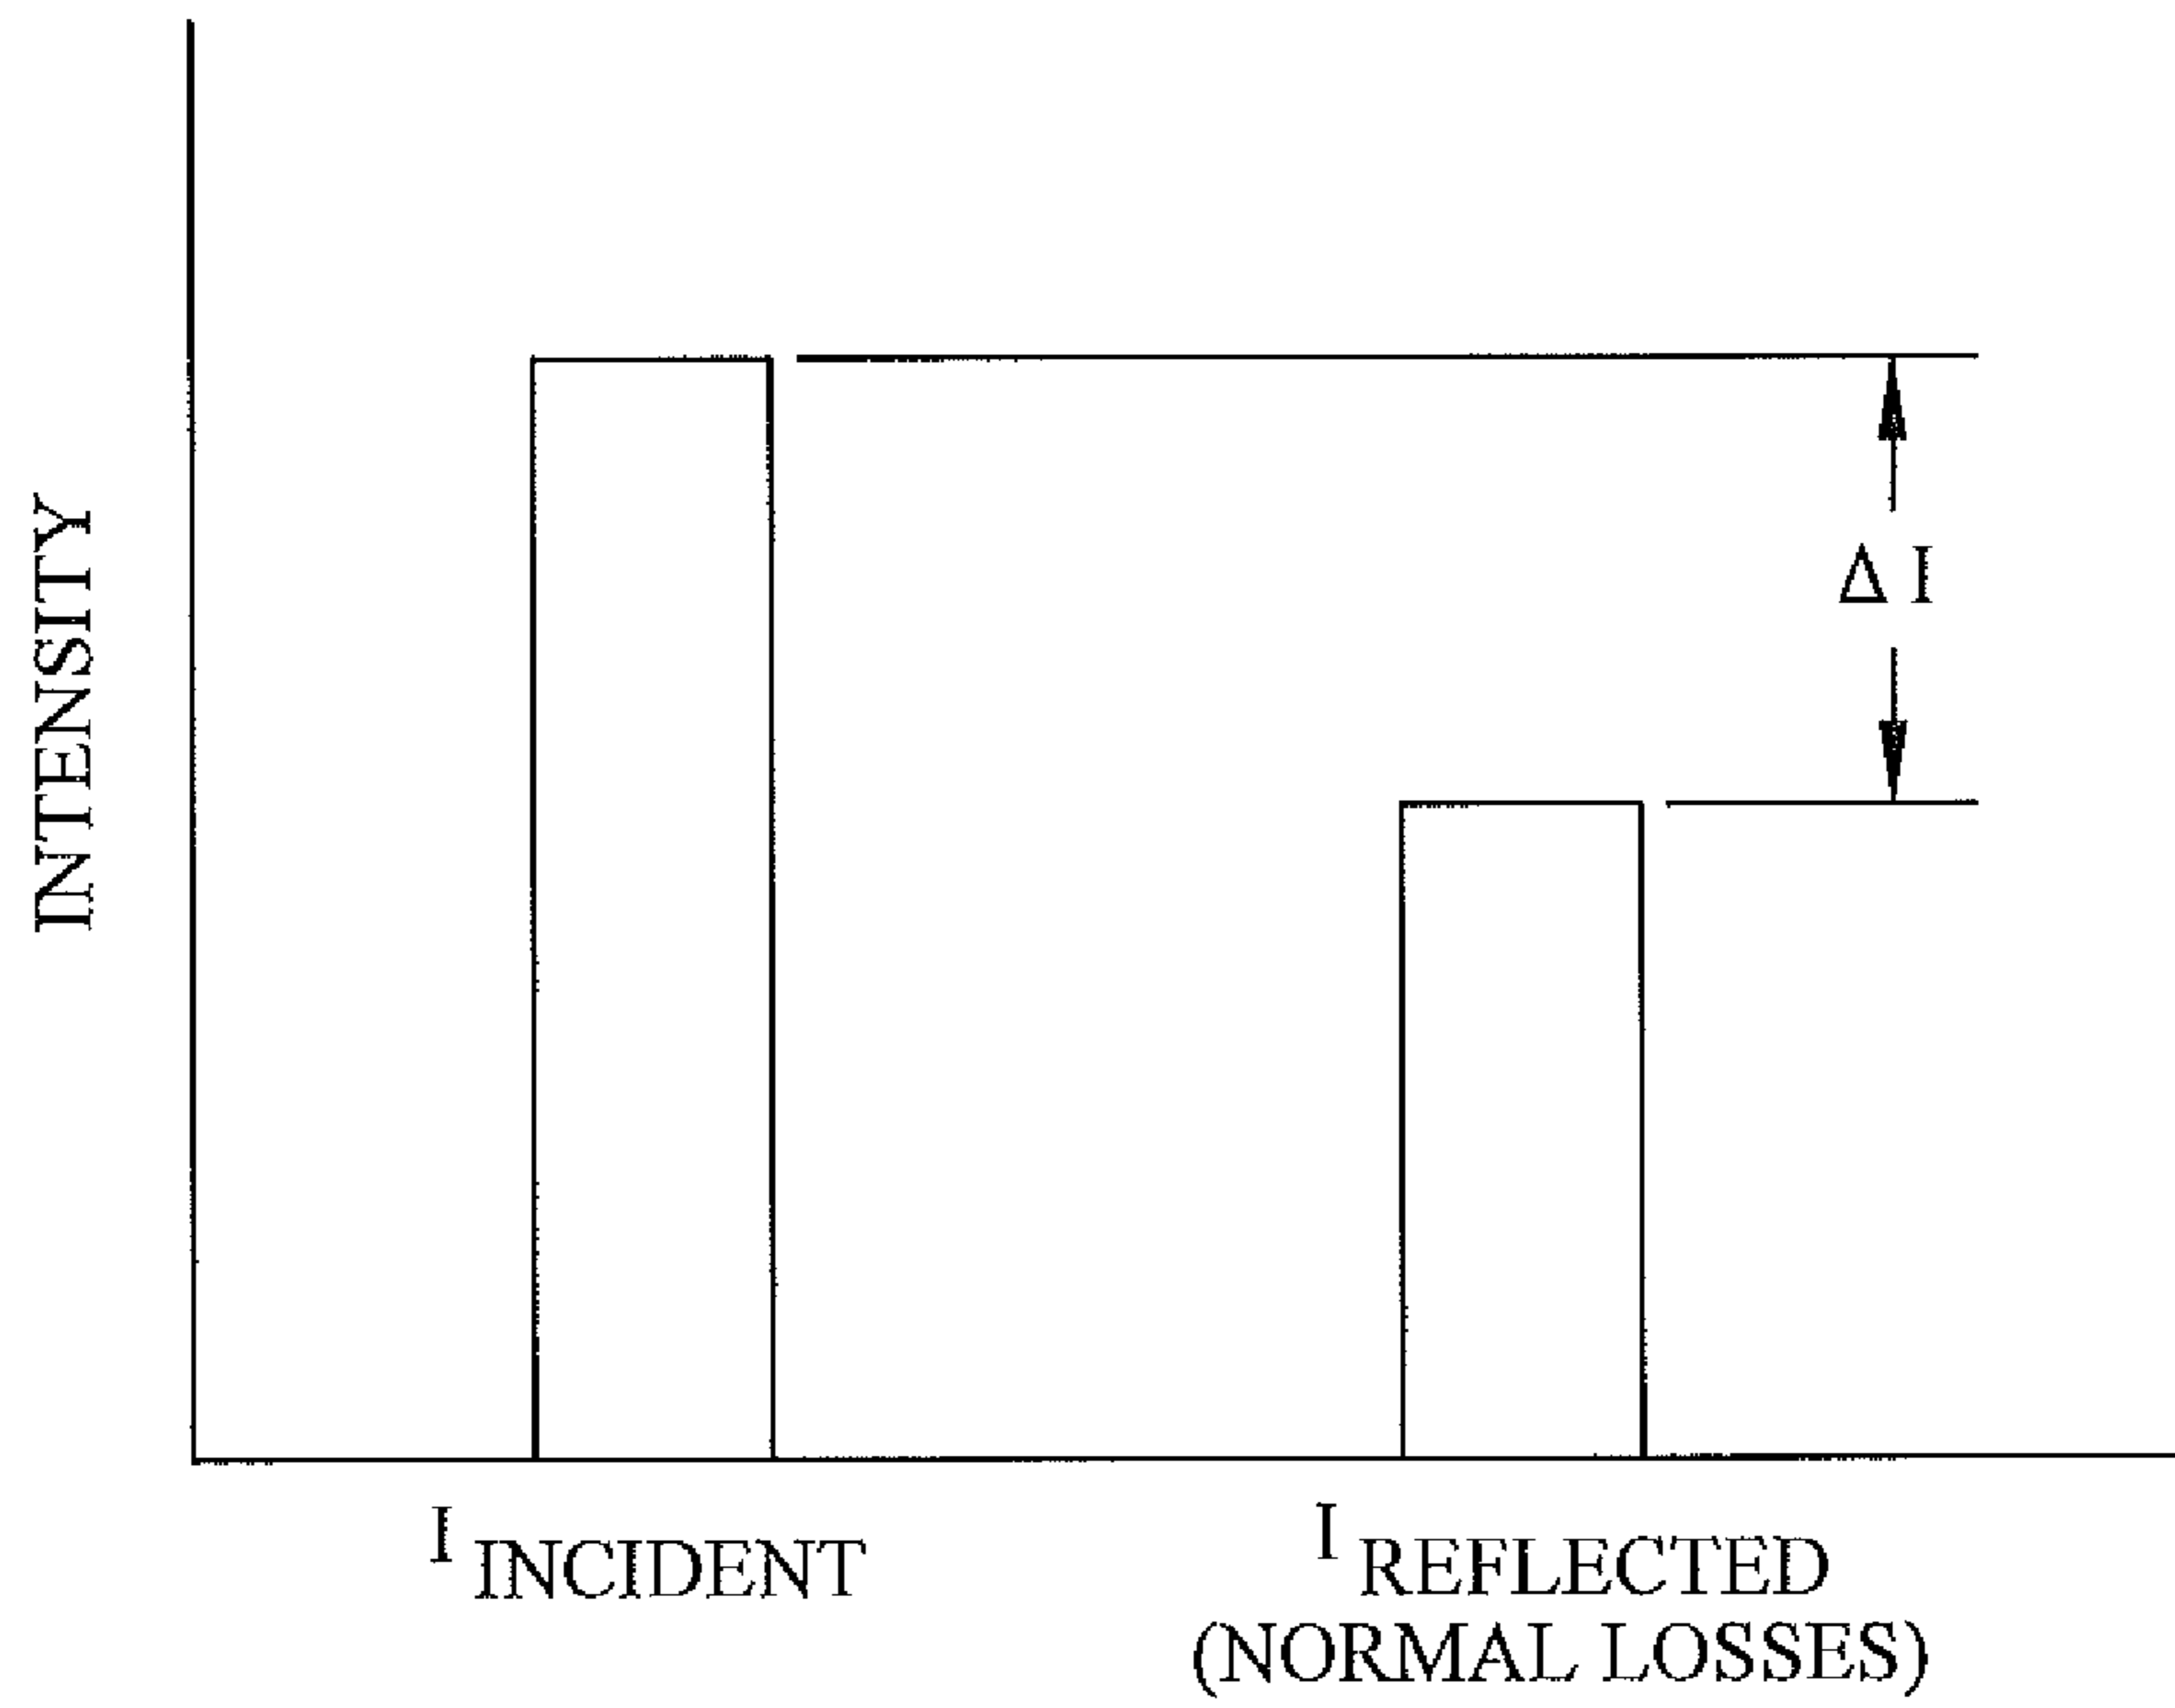 INTENSITY
Δ I
I INCIDENT
I REFLECTED
(NORMAL LOSSES)